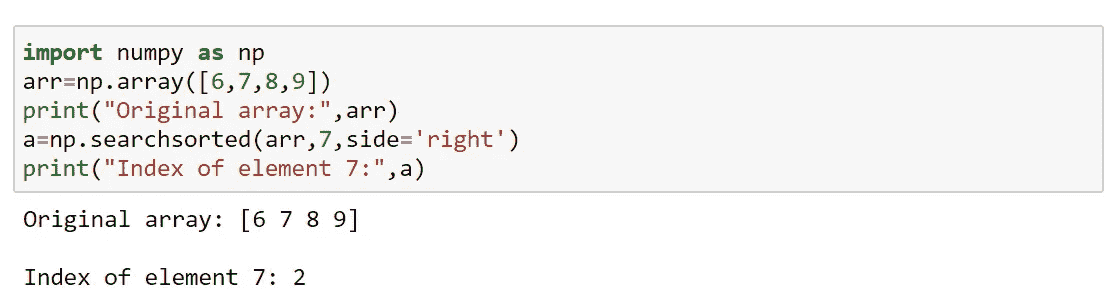 import numpy as np
arr=np.array([6,7,8,9])
print("Original array:",arr)
a=np.searchsorted(arr,7,side='right')
print("Index of element 7:",a)
Original array: [6 7 8 9]
Index of element 7: 2